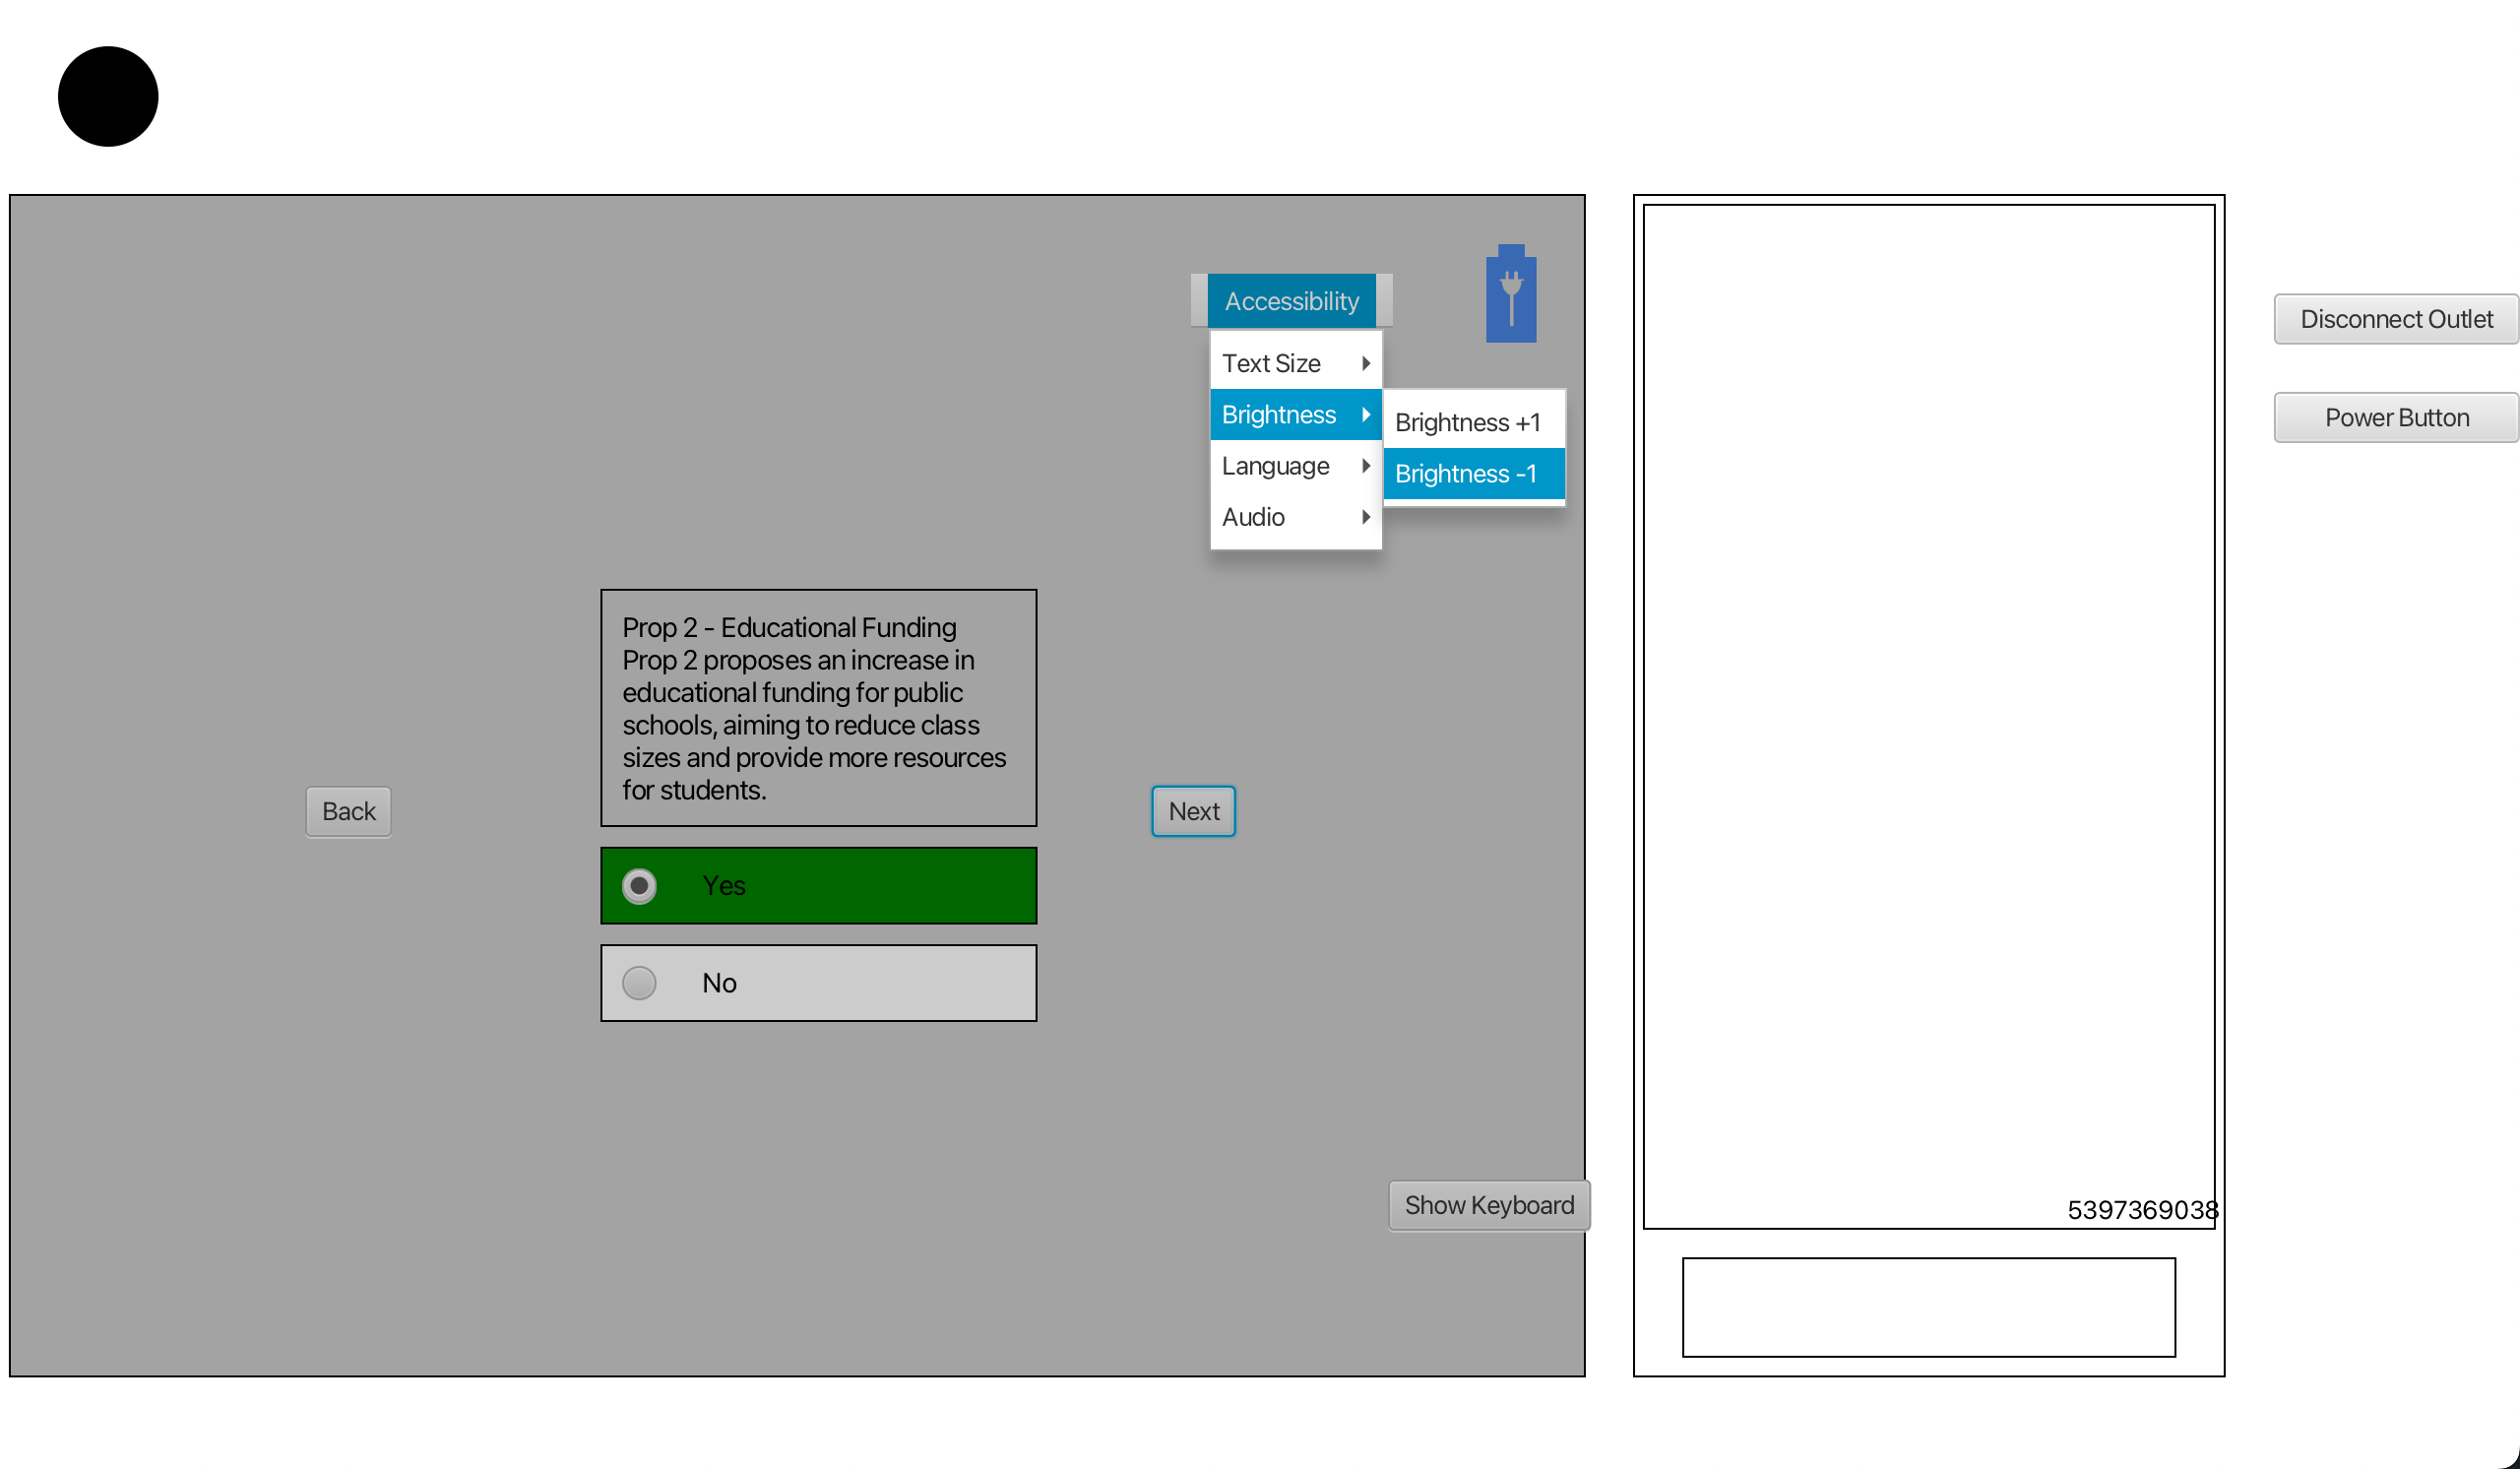 Accessibility
Text Size
Brightness
Language
Audio
Brightness +1
Brightness -1
Disconnect Outlet
Power Button
Prop 2 - Educational Funding
Prop 2 proposes an increase in
educational funding for public
schools, aiming to reduce class
sizes and provide more resources
for students.
Back
Next
Yes
No
Show Keyboard
5397369038